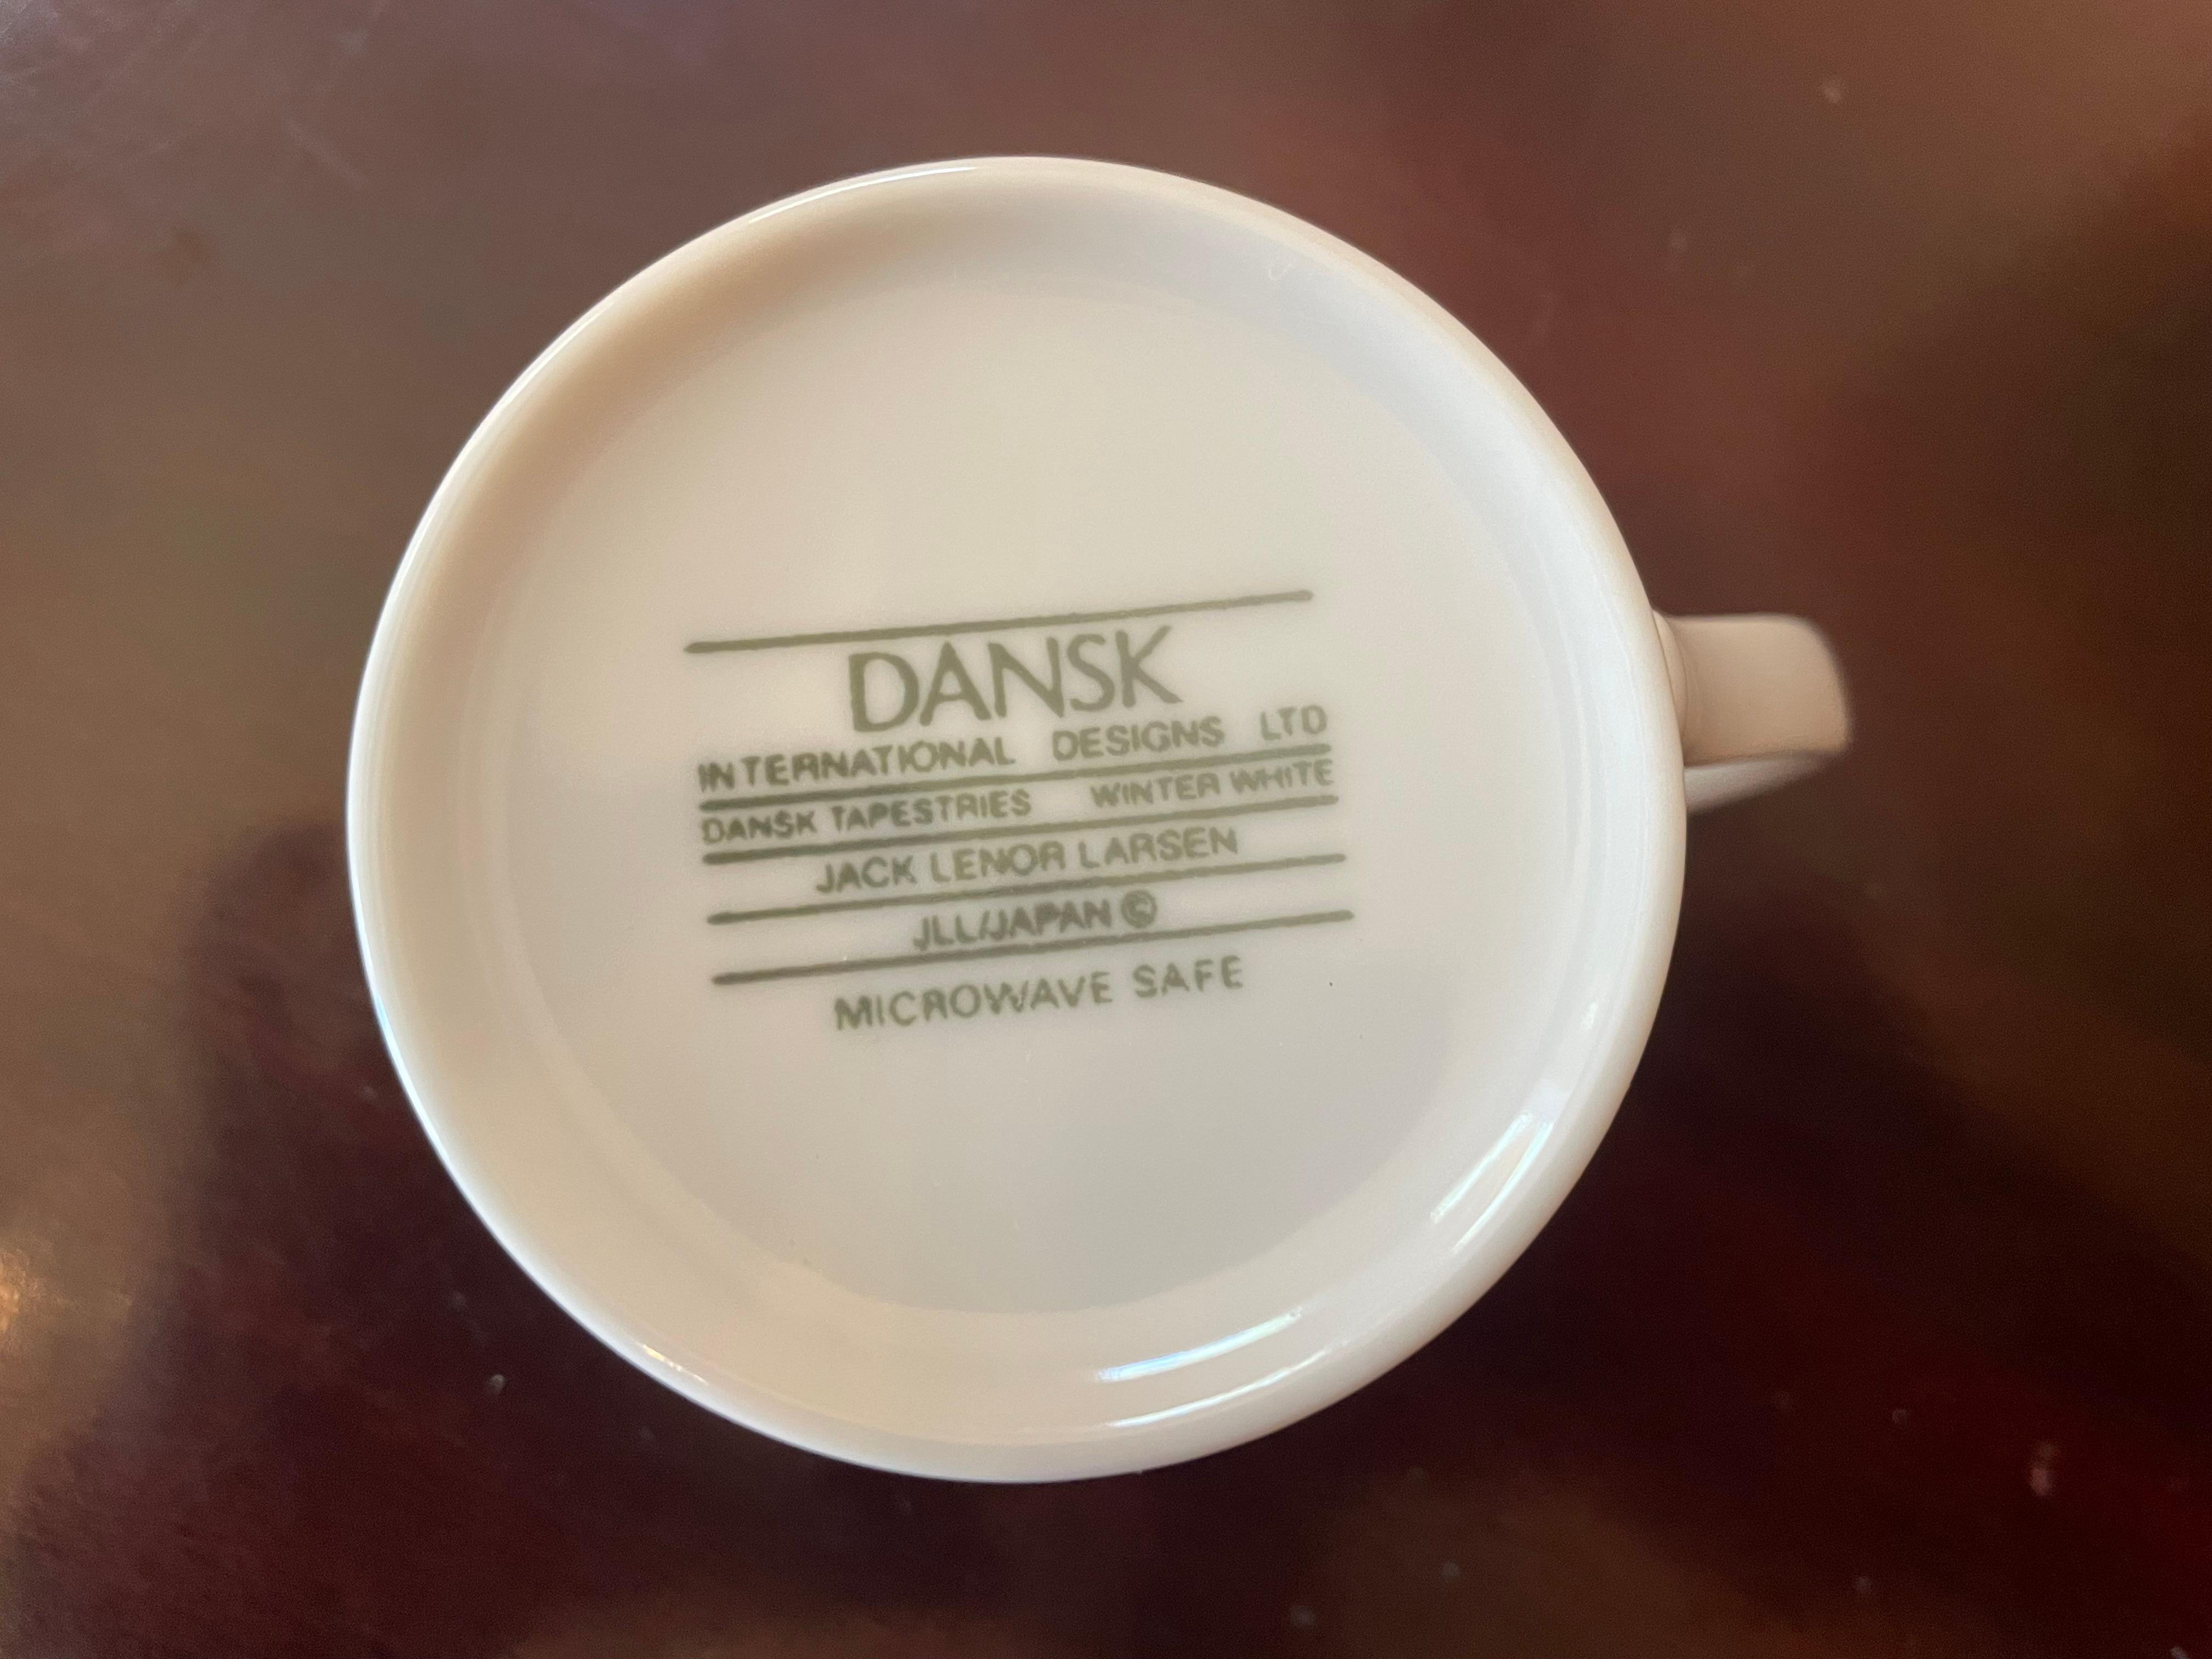 DANSK
INTERNATIONAL DESIGNS LTD
DANSK TAPESTRIES WINTER WHITE
JACK LENOR LARSEN
JLL/JAPAN ©
MICROWAVE SAFE